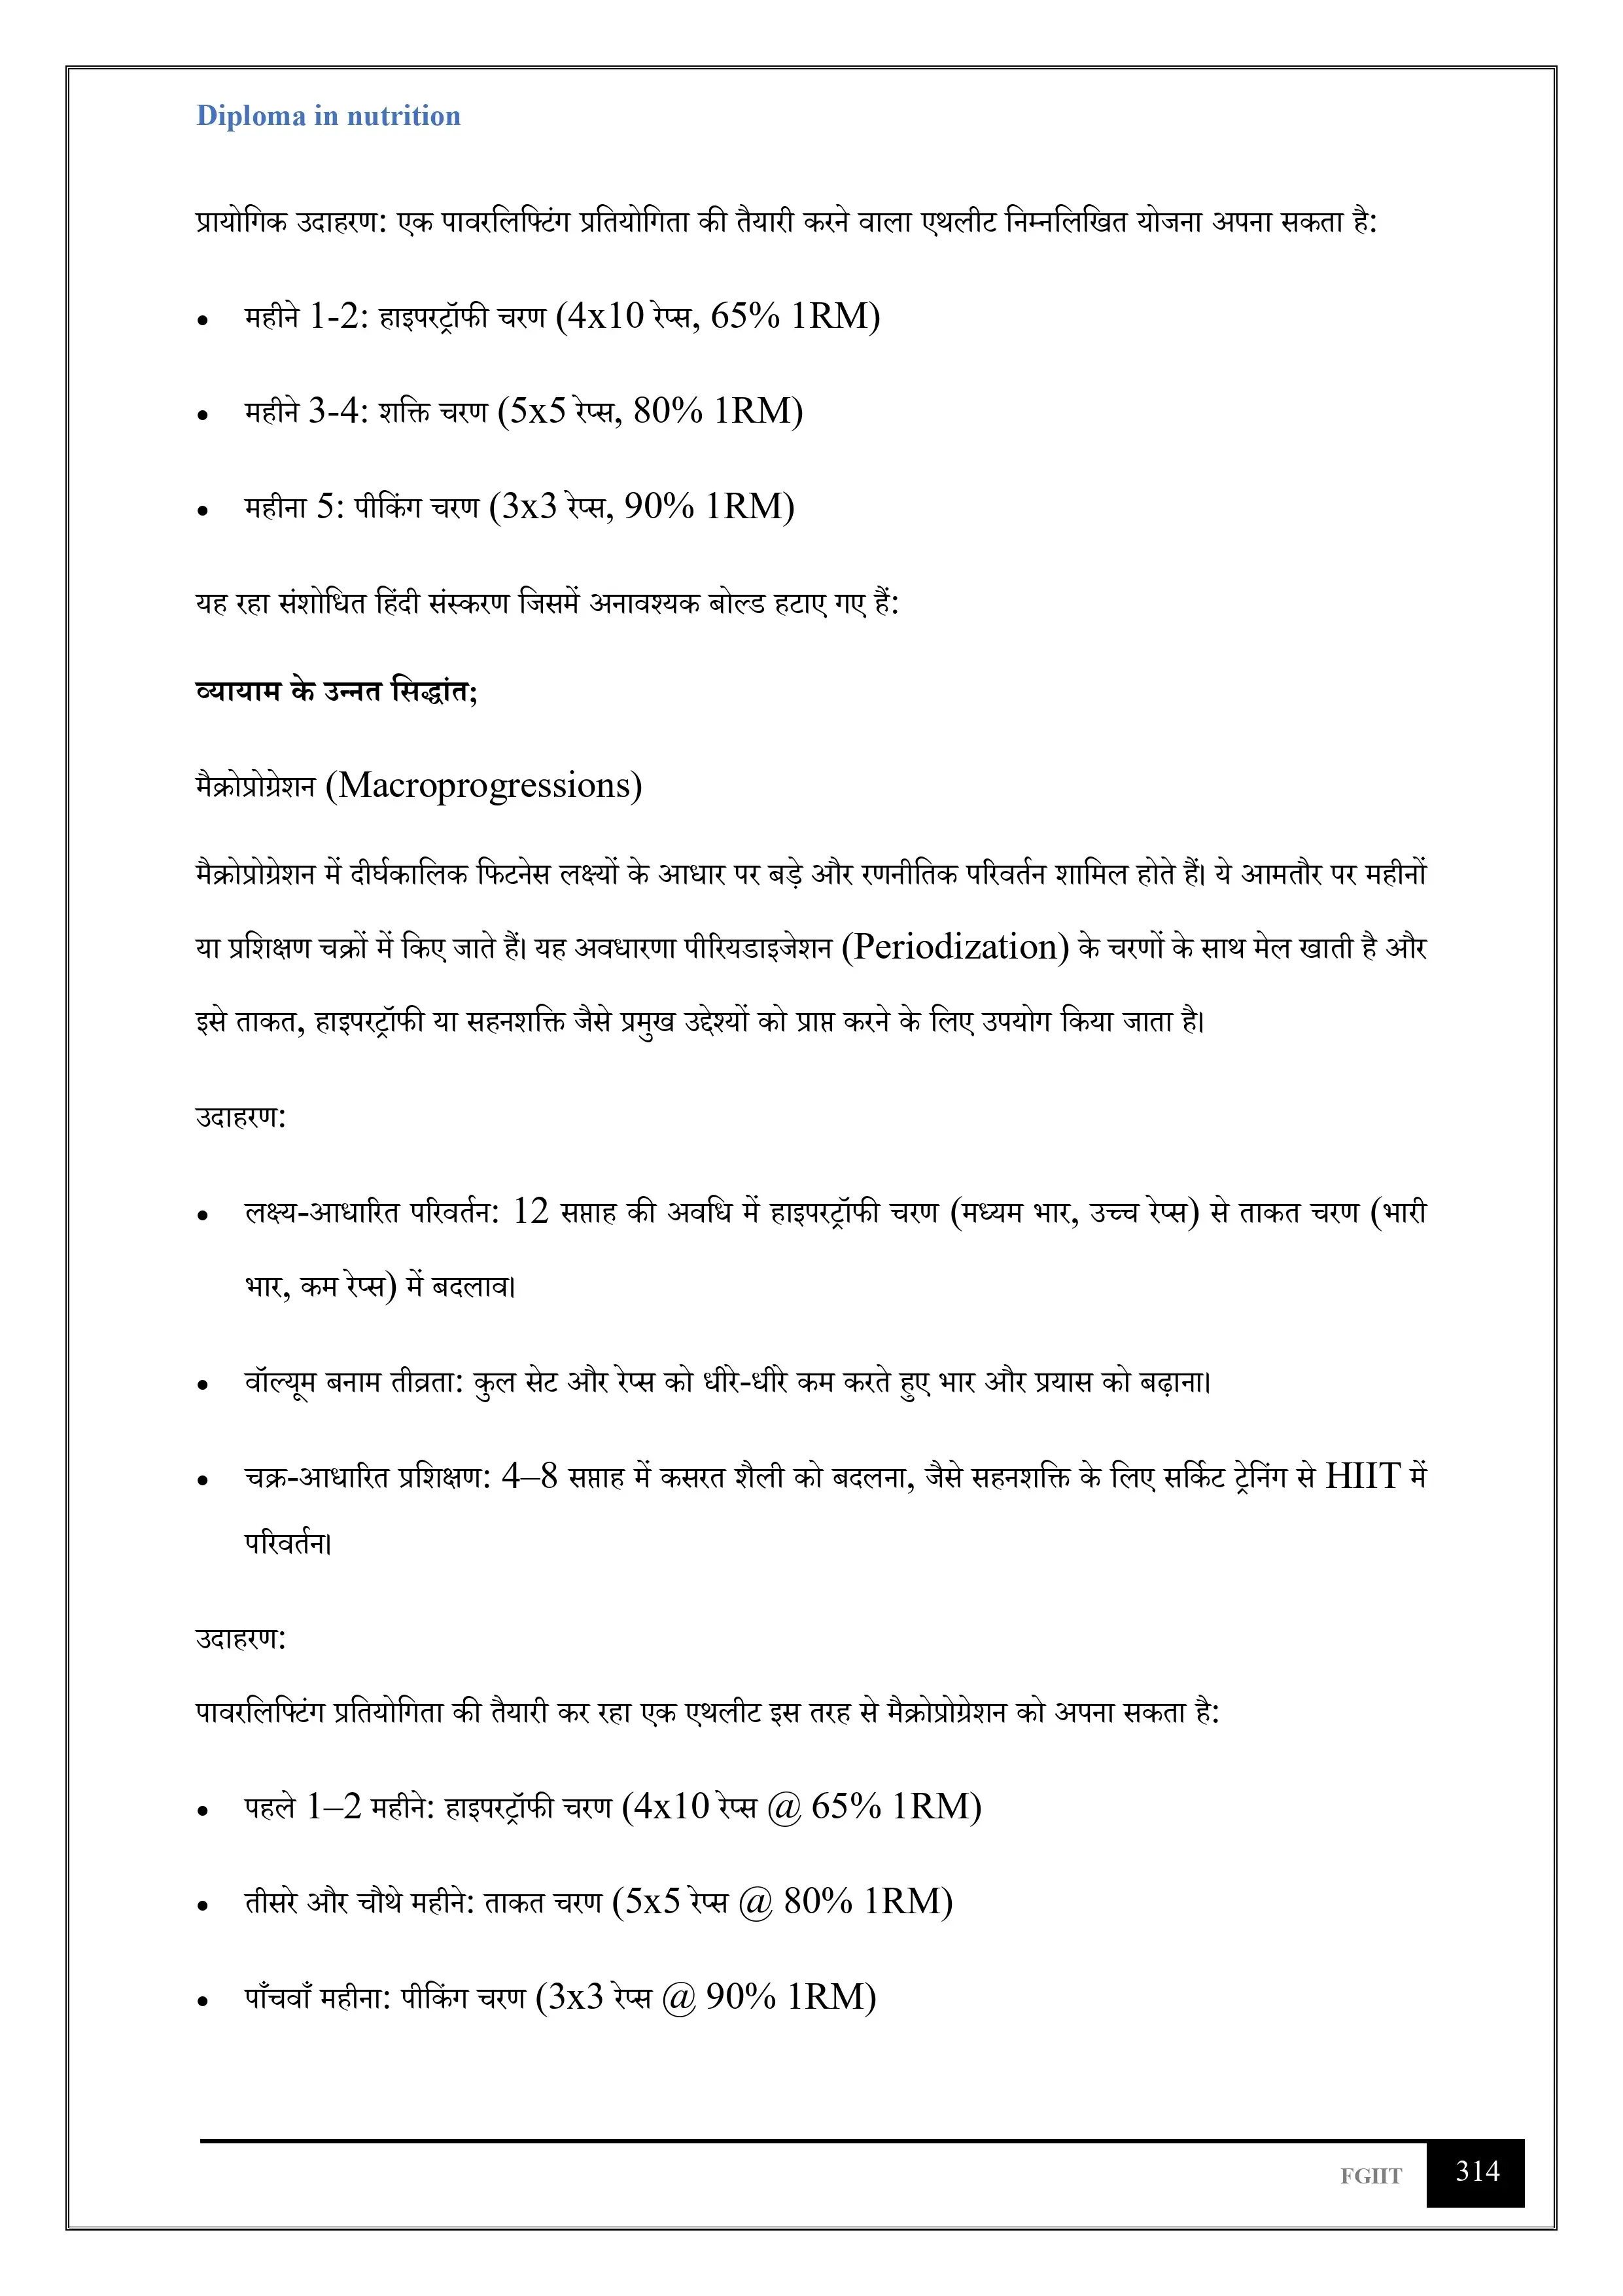 Diploma in nutrition
प्रायोगिक उदाहरण: एक पावरलिफ्टिंग प्रतियोगिता की तैयारी करने वाला एथलीट निम्नलिखित योजना अपना सकता है:
• महीने 1-2: हाइपरट्रॉफी चरण (4x10 रेप्स, 65% 1RM)
• महीने 3-4: शक्ति चरण (5x5 रेप्स, 80% 1RM)
• महीना 5: पीकिंग चरण (3x3 रेप्स, 90% 1RM)
यह रहा संशोधित हिंदी संस्करण जिसमें अनावश्यक बोल्ड हटाए गए हैं:
व्यायाम के उन्नत सिद्धांत;
मैक्रोप्रोग्रेशन (Macroprogressions)
मैक्रोप्रोग्रेशन में दीर्घकालिक फिटनेस लक्ष्यों के आधार पर बड़े और रणनीतिक परिवर्तन शामिल होते हैं। ये आमतौर पर महीनों
या प्रशिक्षण चक्रों में किए जाते हैं। यह अवधारणा पीरियडाइजेशन (Periodization) के चरणों के साथ मेल खाती है और
इसे ताकत, हाइपरट्रॉफी या सहनशक्ति जैसे प्रमुख उद्देश्यों को प्राप्त करने के लिए उपयोग किया जाता है।
उदाहरण:
• लक्ष्य-आधारित परिवर्तन: 12 सप्ताह की अवधि में हाइपरट्रॉफी चरण (मध्यम भार, उच्च रेप्स) से ताकत चरण (भारी
भार, कम रेप्स) में बदलाव।
• वॉल्यूम बनाम तीव्रता: कुल सेट और रेप्स को धीरे-धीरे कम करते हुए भार और प्रयास को बढ़ाना।
• चक्र-आधारित प्रशिक्षण: 4–8 सप्ताह में कसरत शैली को बदलना, जैसे सहनशक्ति के लिए सर्किट ट्रेनिंग से HIIT में
परिवर्तन।
उदाहरण:
पावरलिफ्टिंग प्रतियोगिता की तैयारी कर रहा एक एथलीट इस तरह से मैक्रोप्रोग्रेशन को अपना सकता है:
• पहले 1–2 महीने: हाइपरट्रॉफी चरण (4x10 रेप्स @ 65% 1RM)
• तीसरे और चौथे महीने: ताकत चरण (5x5 रेप्स @ 80% 1RM)
• पाँचवाँ महीना: पीकिंग चरण (3x3 रेप्स @ 90% 1RM)
FGIIT 314